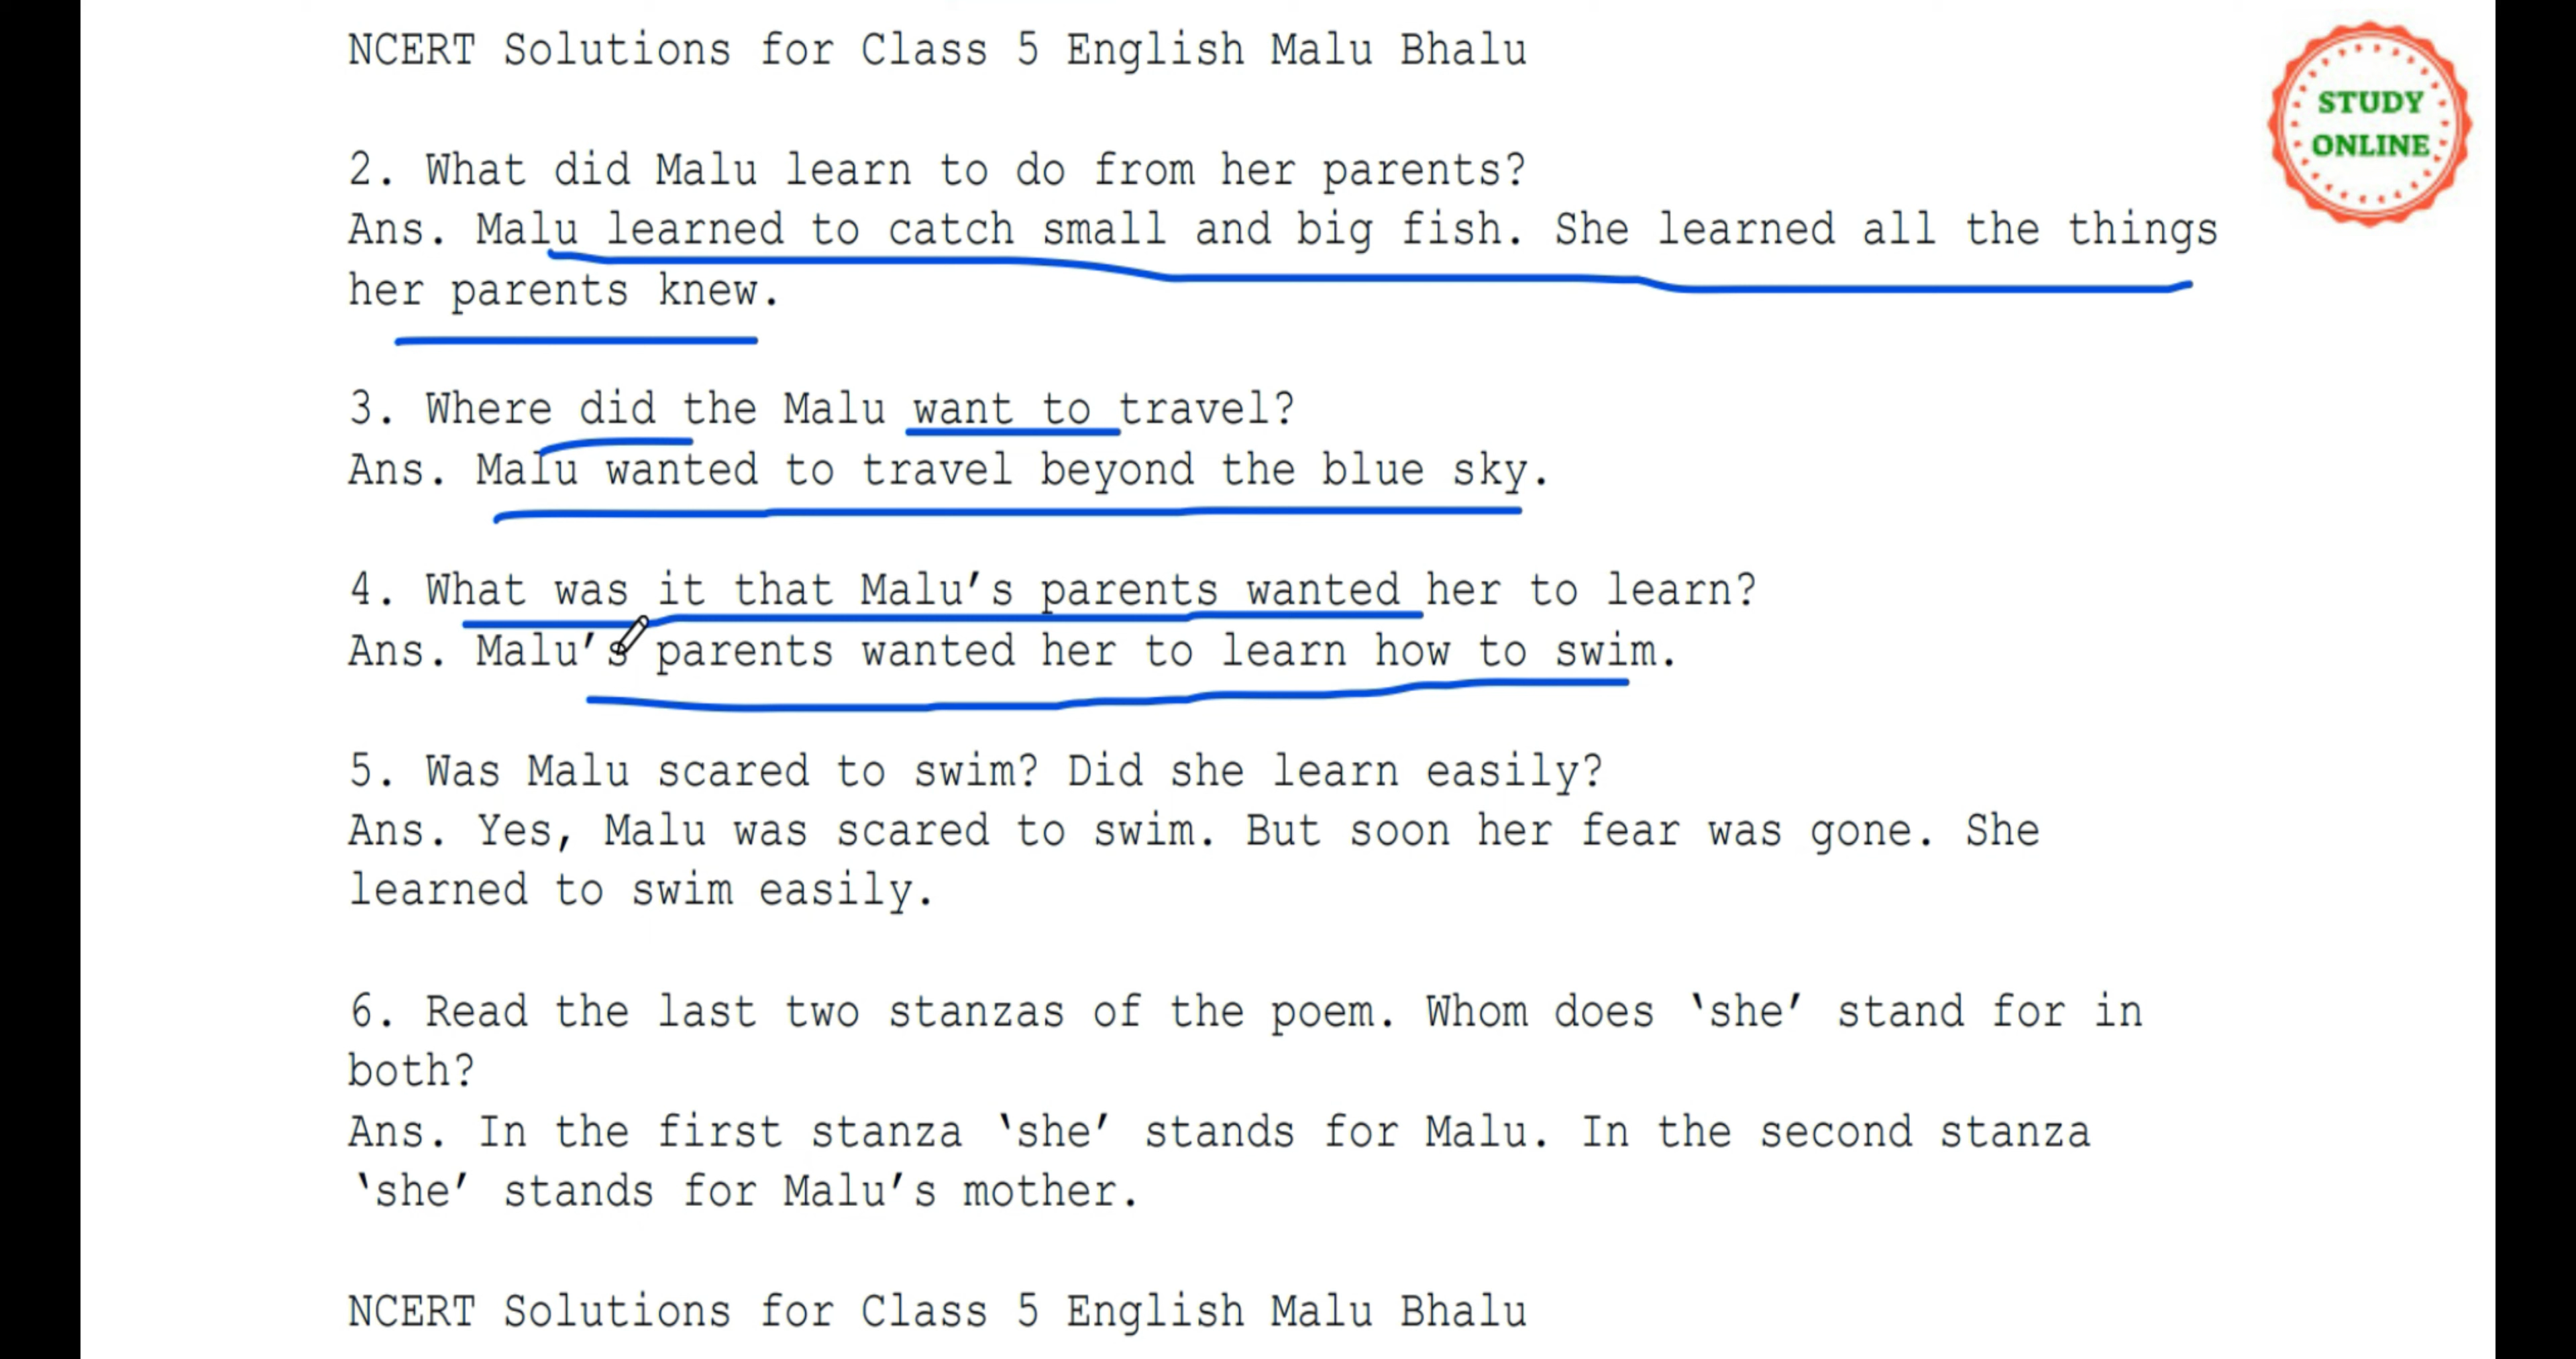 NCERT Solutions for Class 5 English Malu Bhalu
STUDY
ONLINE
2. What did Malu learn to do from her parents?
Ans. Malu learned to catch small and big fish. She learned all the things
her parents knew.
3. Where did the Malu want to travel?
Ans. Malu wanted to travel beyond the blue sky.
4. What was it that Malu’s parents wanted her to learn?
Ans. Malu’s parents wanted her to learn how to swim.
5. Was Malu scared to swim? Did she learn easily?
Ans. Yes, Malu was scared to swim. But soon her fear was gone. She
learned to swim easily.
6. Read the last two stanzas of the poem. Whom does ‘she’ stand for in
both?
Ans. In the first stanza ‘she’ stands for Malu. In the second stanza
‘she’ stands for Malu’s mother.
NCERT Solutions for Class 5 English Malu Bhalu